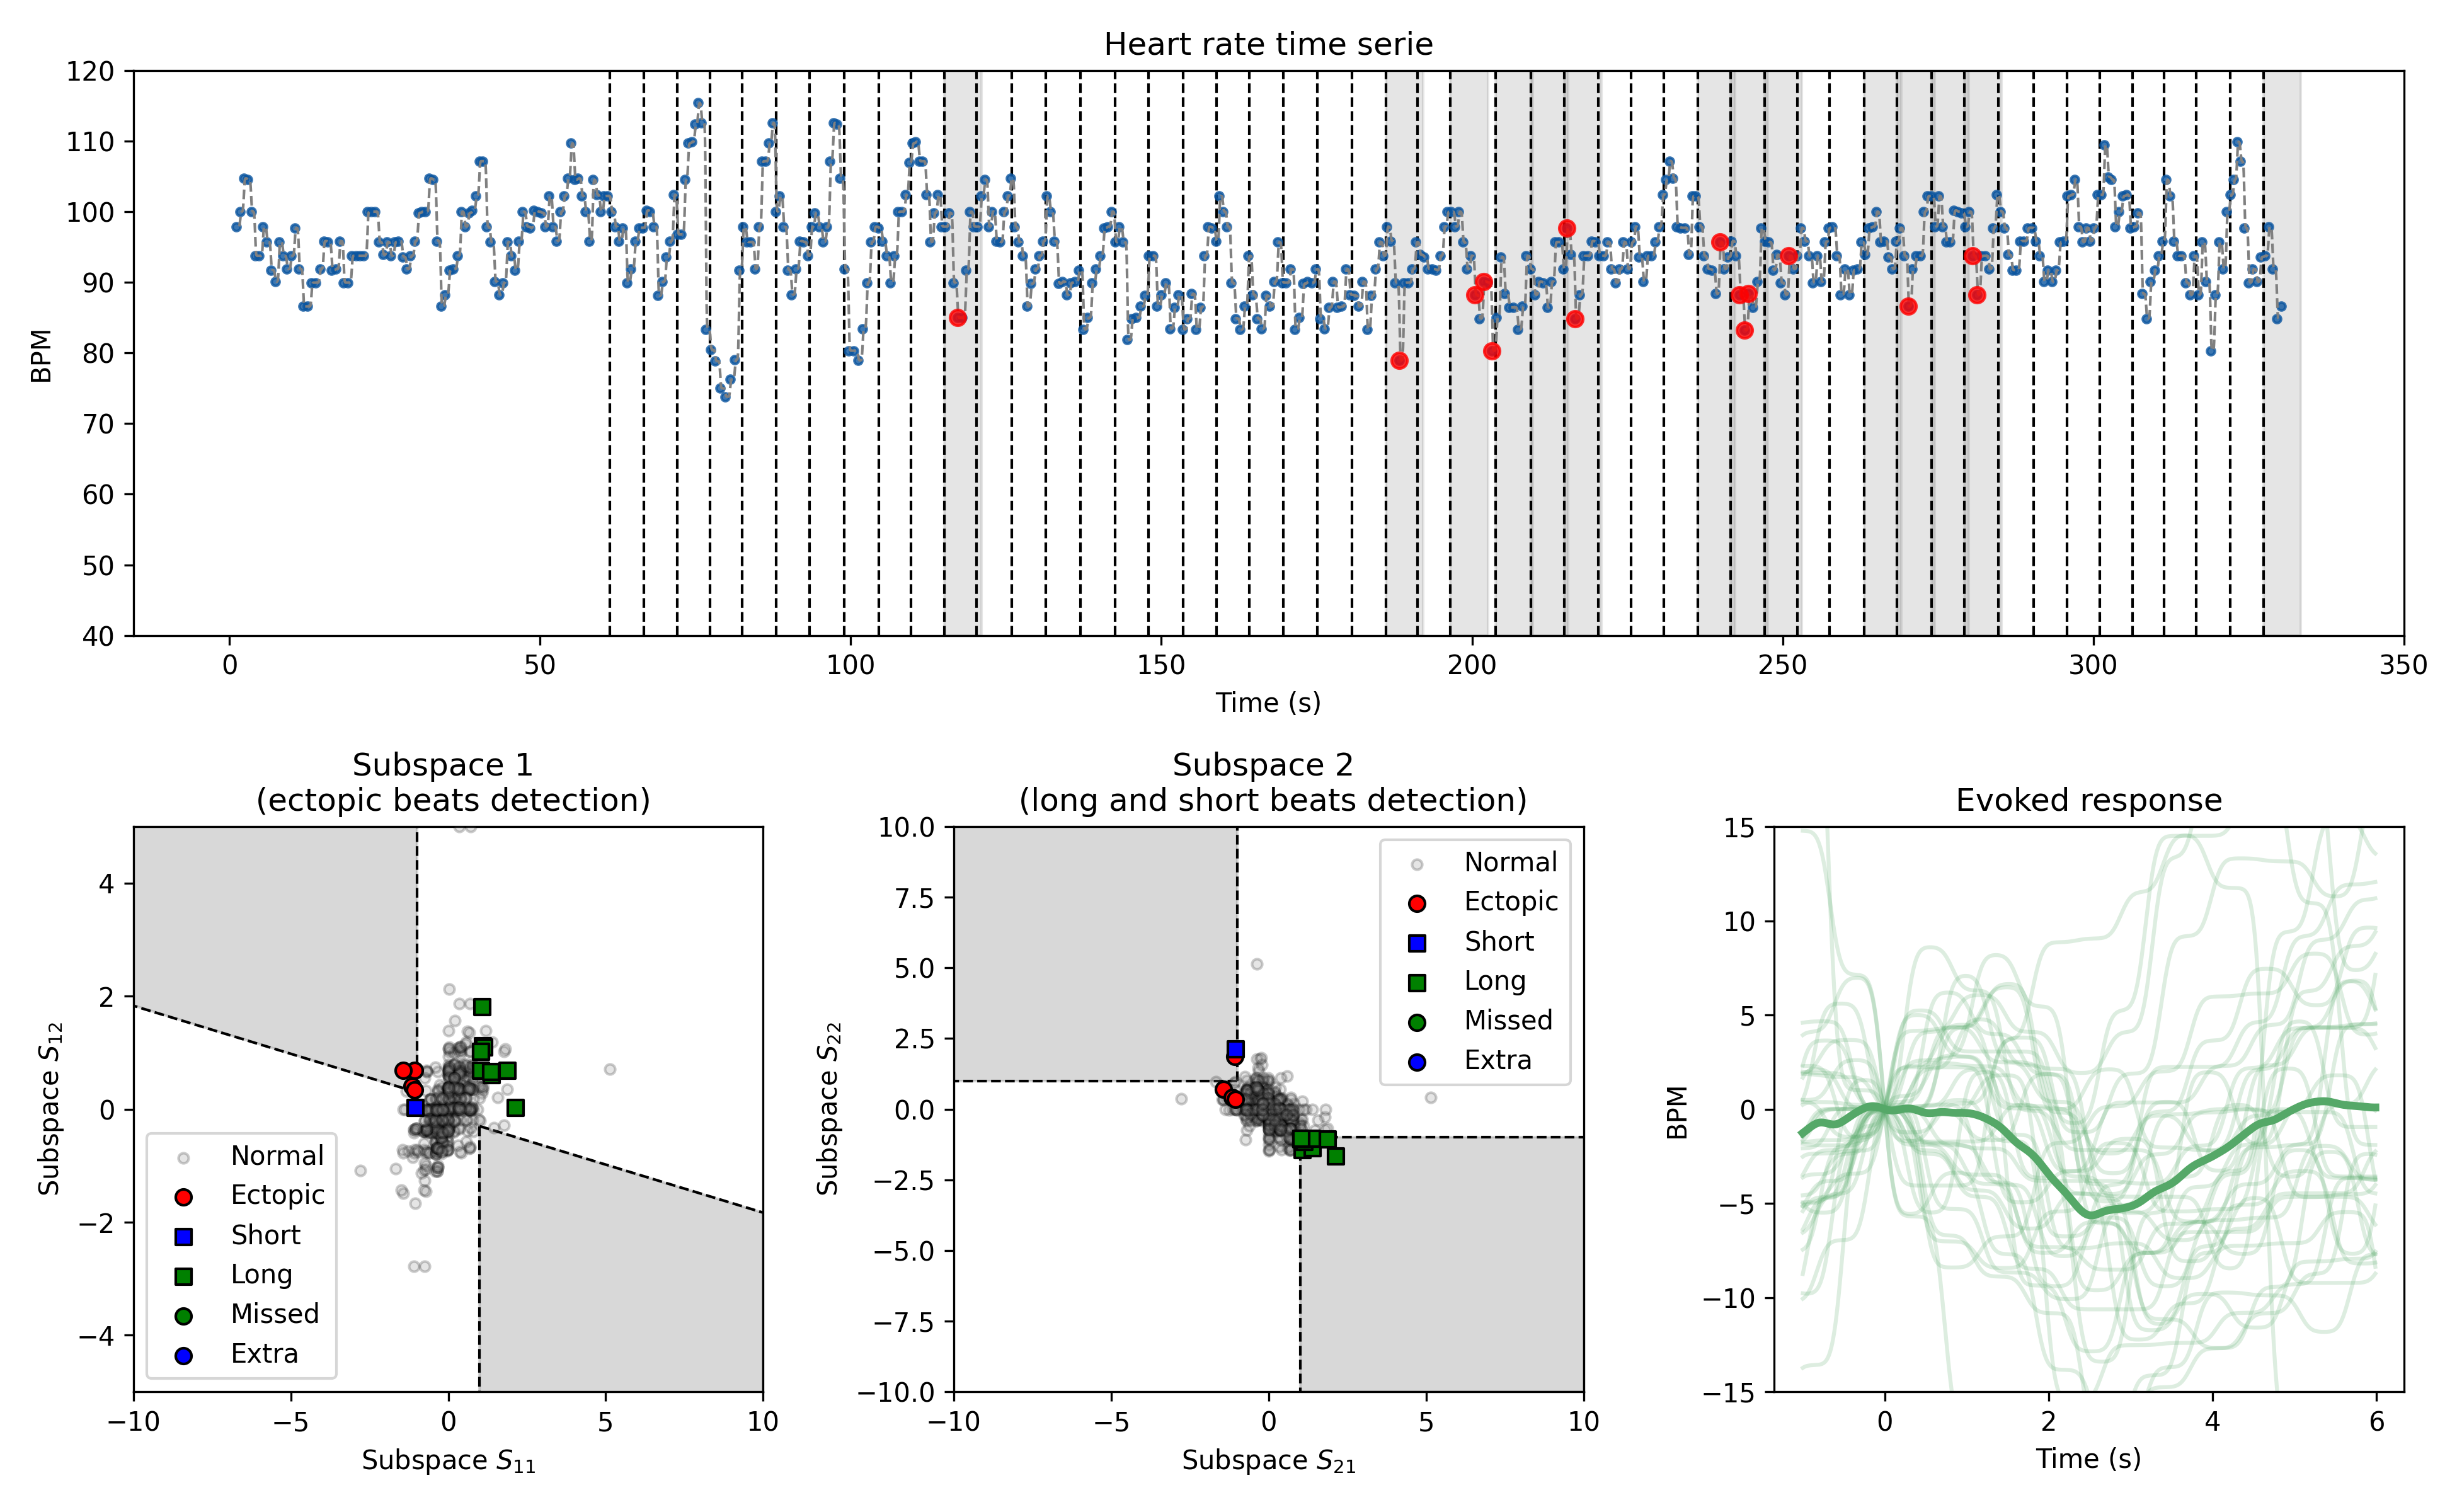 Heart rate time serie
120
110
100
90
80
70
60
50
40
BPM
0 50 100 150 200 250 300 350
Time (s)
Subspace 1
(ectopic beats detection)
4
2
0
−2
−4
Subspace S₁₂
Normal
Ectopic
Short
Long
Missed
Extra
−10 −5 0 5 10
Subspace S₁₁
Subspace 2
(long and short beats detection)
10.0
7.5
5.0
2.5
0.0
−2.5
−5.0
−7.5
−10.0
Subspace S₂₂
Normal
Ectopic
Short
Long
Missed
Extra
−10 −5 0 5 10
Subspace S₂₁
Evoked response
15
10
5
0
−5
−10
−15
BPM
0 2 4 6
Time (s)